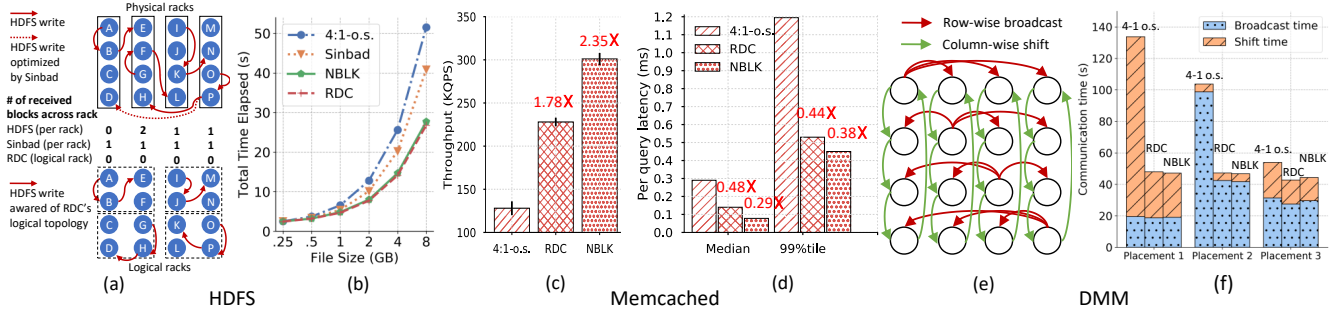 Physical racks
HDFS write
HDFS write
optimized
by Sinbad
A E I M
B F J N
C G K O
D H L P
# of received
blocks across rack
HDFS (per rack) 0 2 1 1
Sinbad (per rack) 1 1 1 1
RDC (logical rack) 0 0 0 0
HDFS write
awared of RDC's
logical topology
A E I M
B F J N
C G K O
D H L P
Logical racks
(a)
Total Time Elapsed (s)
50
40
30
20
10
0
4:1-o.s.
Sinbad
NBLK
RDC
.25 .5 1 2 4 8
File Size (GB)
(b)
HDFS
Throughput (KQPS)
350
300
250
200
150
100
1.78X
2.35X
4:1-o.s. RDC NBLK
(c)
Per query latency (ms)
1.2
1.1
1.0
0.9
0.8
0.7
0.6
0.5
0.4
0.3
0.2
0.1
0.0
4:1-o.s.
RDC
NBLK
0.48X
0.29X
0.44X
0.38X
Median 99%tile
(d)
Memcached
Row-wise broadcast
Column-wise shift
(e)
Communication time (s)
140
120
100
80
60
40
20
0
Broadcast time
Shift time
4-1 o.s.
RDC
NBLK
4-1 o.s.
RDC
NBLK
4-1 o.s.
RDC
NBLK
Placement 1 Placement 2 Placement 3
(f)
DMM